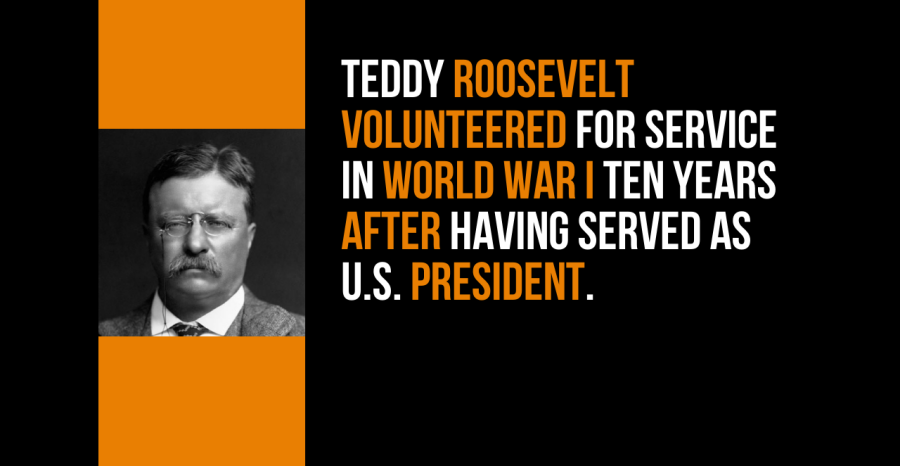 TEDDY ROOSEVELT
VOLUNTEERED FOR SERVICE
IN WORLD WAR I TEN YEARS
AFTER HAVING SERVED AS
U.S. PRESIDENT.